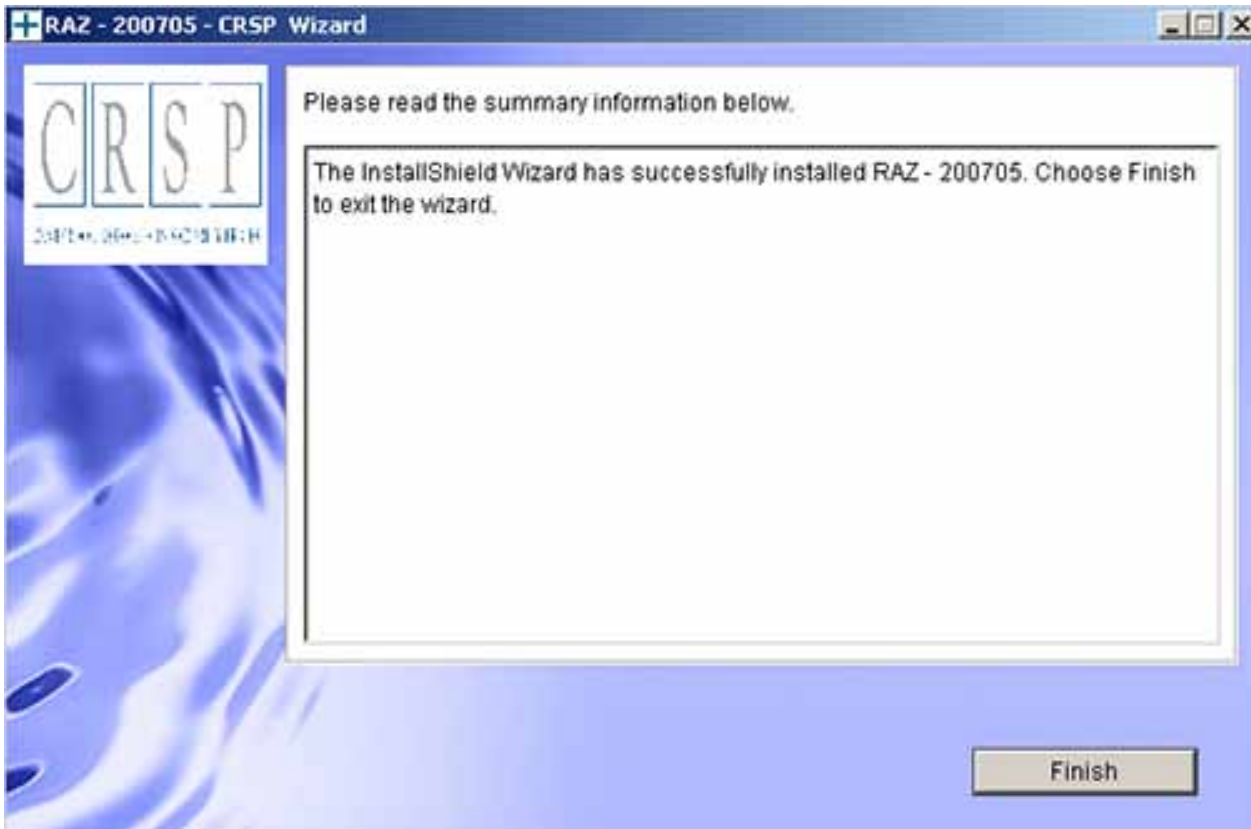 RAZ - 200705 - CRSP Wizard
CRSP
Please read the summary information below.
The InstallShield Wizard has successfully installed RAZ - 200705. Choose Finish
to exit the wizard.
Finish